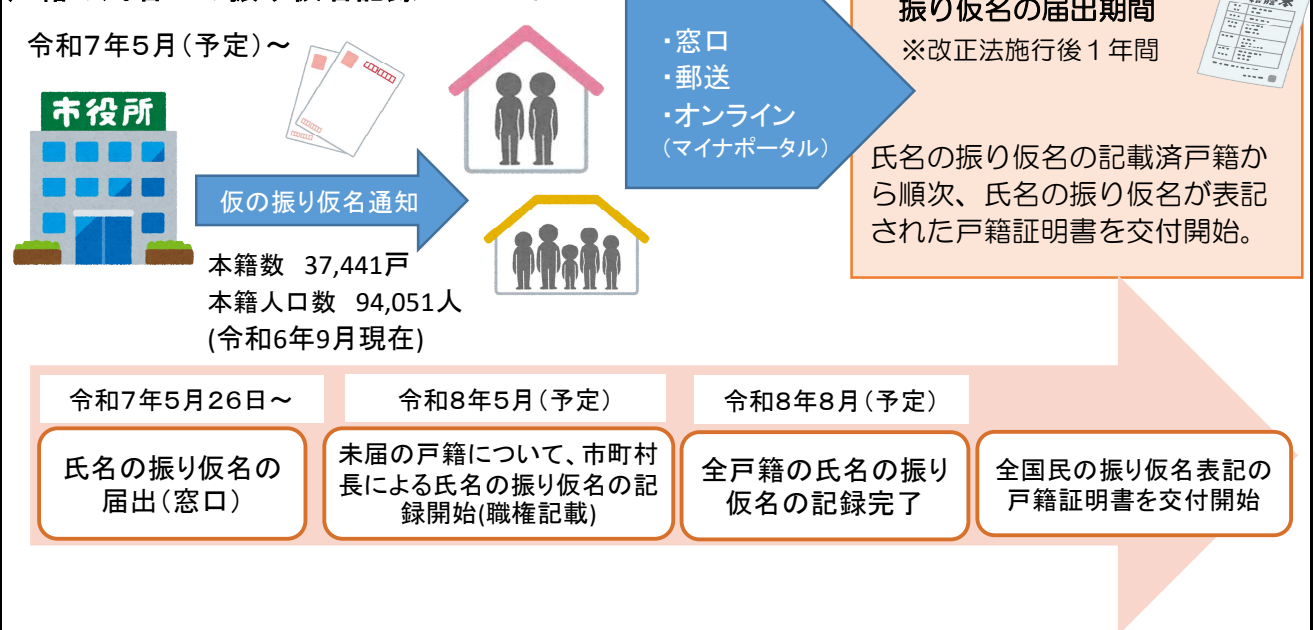 令和７年５月（予定）～
市役所
仮の振り仮名通知
本籍数 37,441戸
本籍人口数 94,051人
(令和6年9月現在)
・窓口
・郵送
・オンライン
（マイナポータル）
振り仮名の届出期間
※改正法施行後１年間
氏名の振り仮名の記載済戸籍か
ら順次、氏名の振り仮名が表記
された戸籍証明書を交付開始。
令和７年５月２６日～
氏名の振り仮名の
届出（窓口）
令和８年５月（予定）
未届の戸籍について、市町村
長による氏名の振り仮名の記
録開始(職権記載)
令和８年８月（予定）
全戸籍の氏名の振り
仮名の記録完了
全国民の振り仮名表記の
戸籍証明書を交付開始